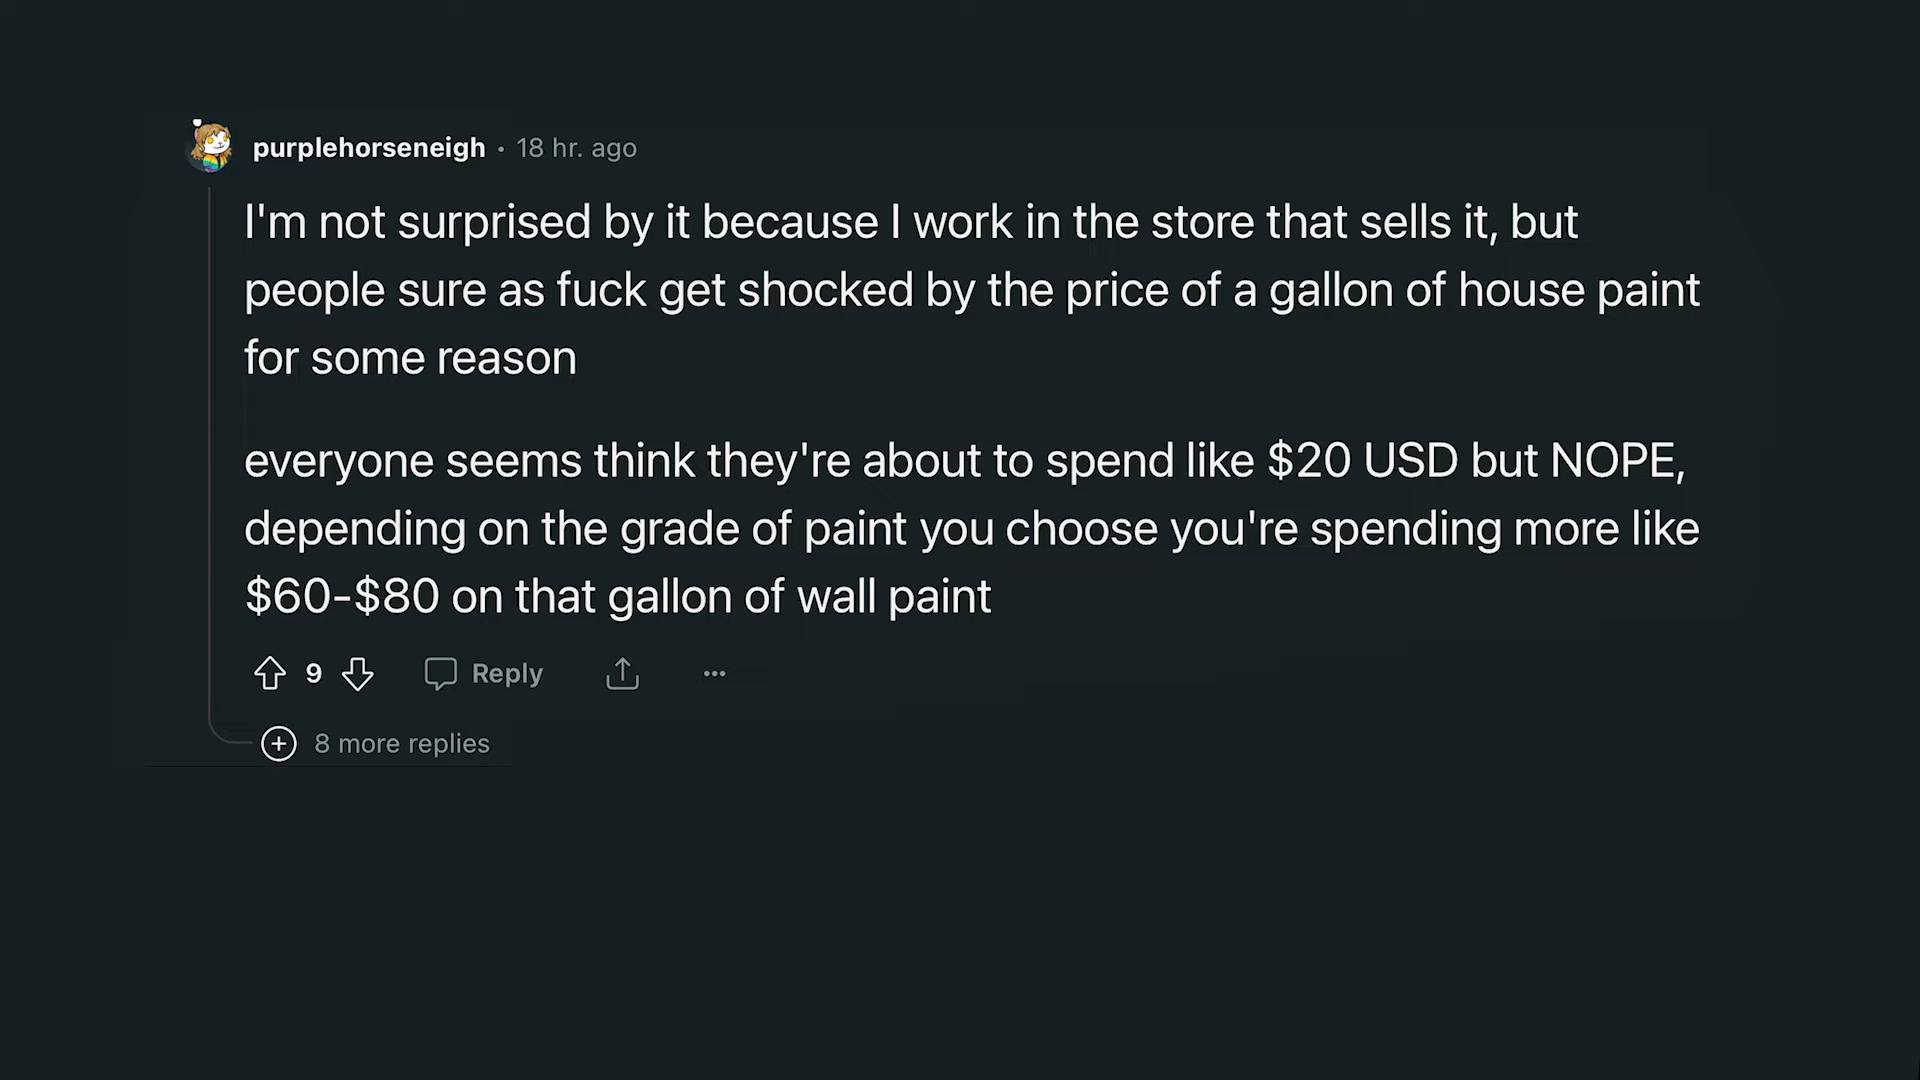 purplehorseneigh • 18 hr. ago
I'm not surprised by it because I work in the store that sells it, but
people sure as fuck get shocked by the price of a gallon of house paint
for some reason
everyone seems think they're about to spend like $20 USD but NOPE,
depending on the grade of paint you choose you're spending more like
$60-$80 on that gallon of wall paint
9 Reply
8 more replies